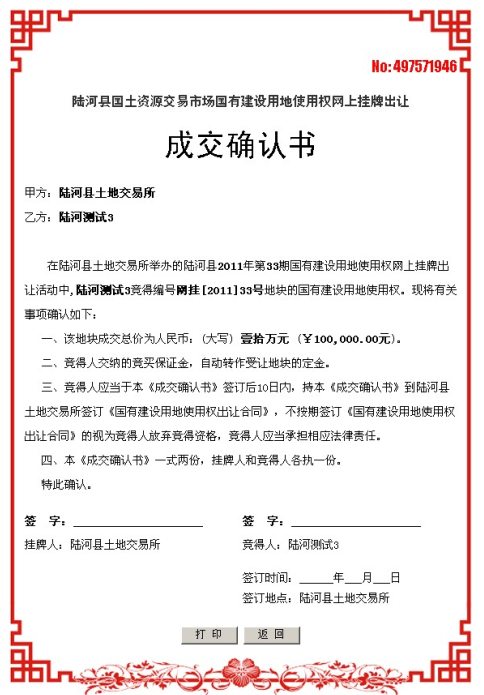 No: 497571946
陆河县国土资源交易市场国有建设用地使用权网上挂牌出让
成交确认书
甲方：陆河县土地交易所
乙方：陆河测试3
在陆河县土地交易所举办的陆河县2011年第33期国有建设用地使用权网上挂牌出
让活动中,陆河测试3竞得编号网挂[2011]33号地块的国有建设用地使用权。现将有关
事项确认如下：
一、该地块成交总价为人民币：(大写) 壹拾万元 (￥100,000.00元)。
二、竞得人交纳的竞买保证金，自动转作受让地块的定金。
三、竞得人应当于本《成交确认书》签订后10日内，持本《成交确认书》到陆河县
土地交易所签订《国有建设用地使用权出让合同》，不按期签订《国有建设用地使用权
出让合同》的视为竞得人放弃竞得资格，竞得人应当承担相应法律责任。
四、本《成交确认书》一式两份，挂牌人和竞得人各执一份。
特此确认。
签 字：____________________ 签 字：____________________
挂牌人：陆河县土地交易所 竞得人：陆河测试3
签订时间：_____年___月___日
签订地点：陆河县土地交易所
打 印 返 回